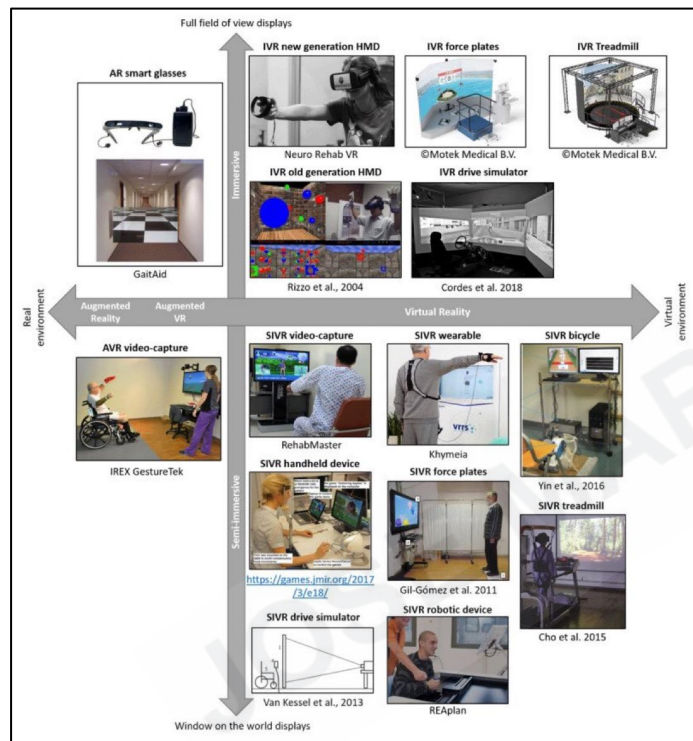 Full field of view displays
IVR new generation HMD
IVR force plates
IVR Treadmill
AR smart glasses
Neuro Rehab VR
©Motek Medical B.V.
©Motek Medical B.V.
Immersive
IVR old generation HMD
IVR drive simulator
GaitAid
Rizzo et al., 2004
Cordes et al. 2018
Real
environment
Augmented
Reality
Augmented
VR
Virtual Reality
Virtual
environment
AVR video-capture
SIVR video-capture
SIVR wearable
SIVR bicycle
IREX GestureTek
RehabMaster
Khymeia
Yin et al., 2016
Semi-immersive
SIVR handheld device
SIVR force plates
SIVR treadmill
https://games.jmir.org/2017
/3/e18/
Gil-Gómez et al. 2011
Cho et al. 2015
SIVR drive simulator
SIVR robotic device
Van Kessel et al., 2013
REAplan
Window on the world displays